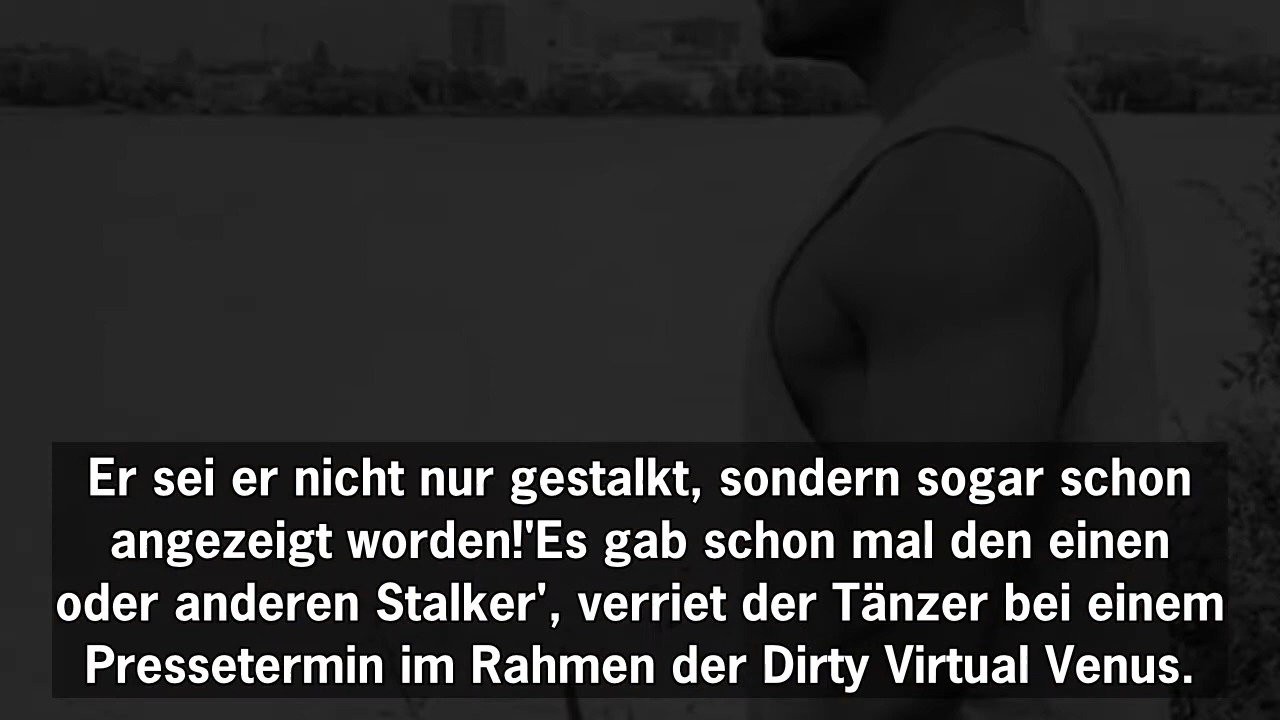 Er sei er nicht nur gestalkt, sondern sogar schon
angezeigt worden!'Es gab schon mal den einen
oder anderen Stalker', verriet der Tänzer bei einem
Pressetermin im Rahmen der Dirty Virtual Venus.